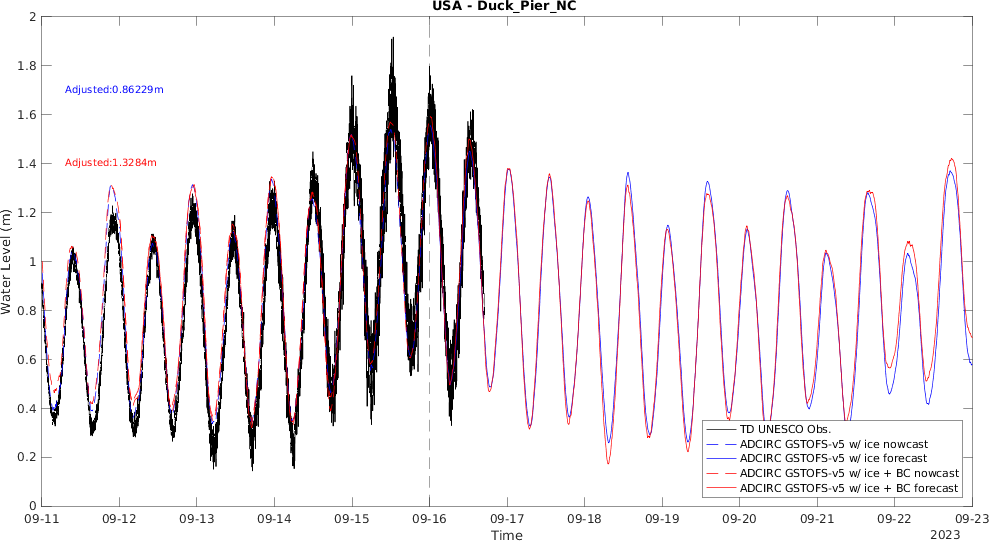 USA - Duck_Pier_NC
Water Level (m)
2
1.8
1.6
1.4
1.2
1
0.8
0.6
0.4
0.2
0
Adjusted:0.86229m
Adjusted:1.3284m
TD UNESCO Obs.
ADCIRC GSTOFS-v5 w/ ice nowcast
ADCIRC GSTOFS-v5 w/ ice forecast
ADCIRC GSTOFS-v5 w/ ice + BC nowcast
ADCIRC GSTOFS-v5 w/ ice + BC forecast
09-11 09-12 09-13 09-14 09-15 09-16 09-17 09-18 09-19 09-20 09-21 09-22 09-23
Time
2023